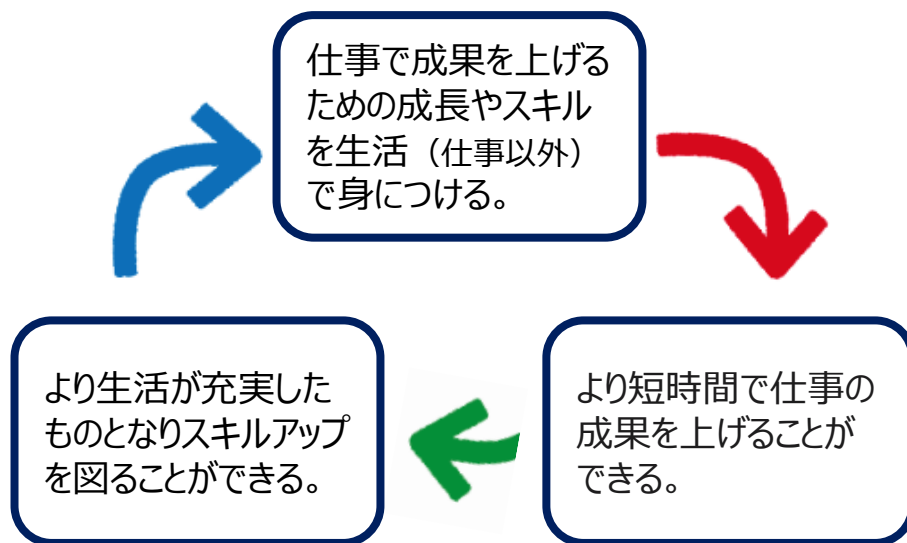 仕事で成果を上げる
ための成長やスキル
を生活（仕事以外）
で身につける。
より短時間で仕事の
成果を上げることが
できる。
より生活が充実した
ものとなりスキルアップ
を図ることができる。